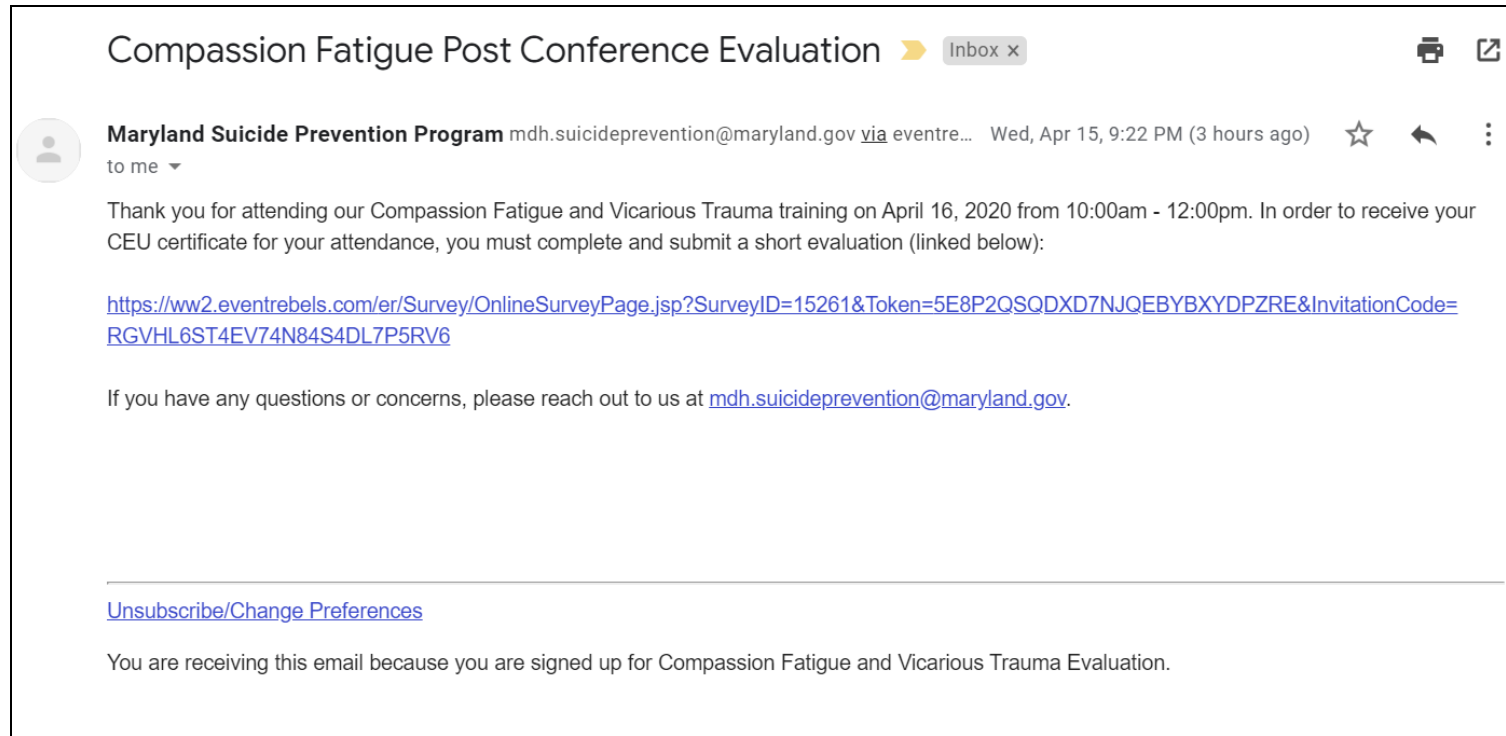 Compassion Fatigue Post Conference Evaluation Inbox x
Maryland Suicide Prevention Program mdh.suicideprevention@maryland.gov via eventre... Wed, Apr 15, 9:22 PM (3 hours ago)
to me
Thank you for attending our Compassion Fatigue and Vicarious Trauma training on April 16, 2020 from 10:00am - 12:00pm. In order to receive your
CEU certificate for your attendance, you must complete and submit a short evaluation (linked below):
https://ww2.eventrebels.com/er/Survey/OnlineSurveyPage.jsp?SurveyID=15261&Token=5E8P2QSQDXD7NJQEBYBXYDPZRE&InvitationCode=
RGVHL6ST4EV74N84S4DL7P5RV6
If you have any questions or concerns, please reach out to us at mdh.suicideprevention@maryland.gov.
Unsubscribe/Change Preferences
You are receiving this email because you are signed up for Compassion Fatigue and Vicarious Trauma Evaluation.